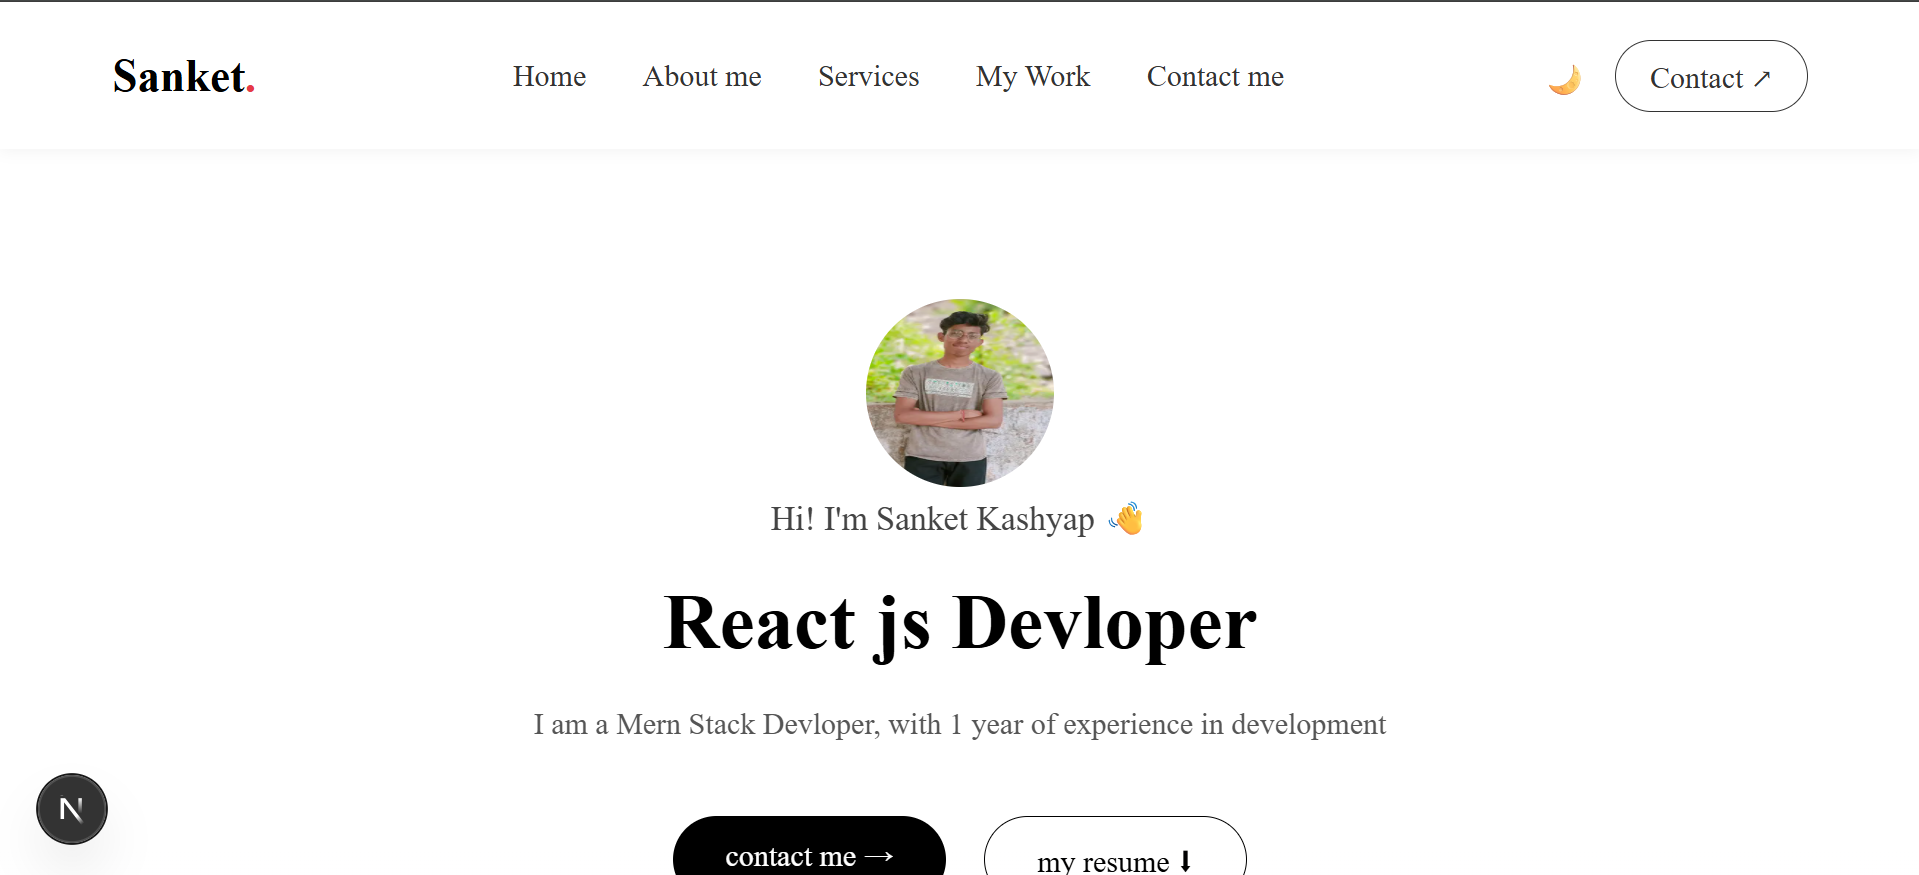 Sanket.
Home About me Services My Work Contact me 🌙 Contact ↗
Hi! I'm Sanket Kashyap 👋
React js Devloper
I am a Mern Stack Devloper, with 1 year of experience in development
N
contact me → my resume ⬇